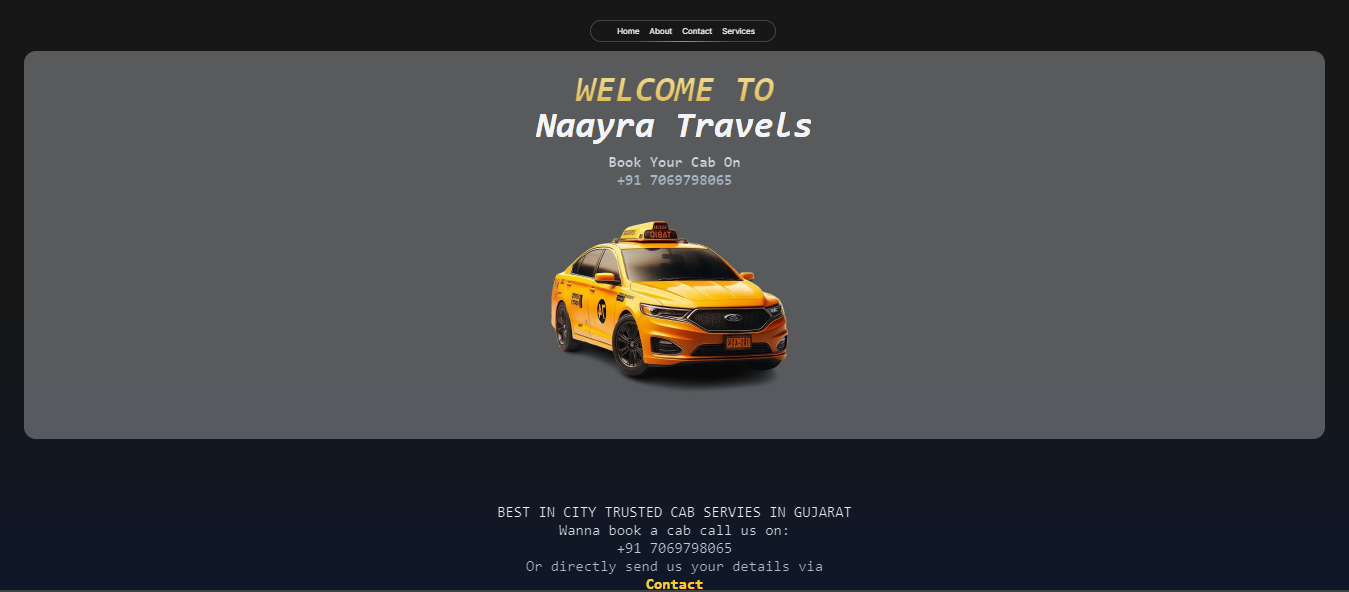 Home About Contact Services
WELCOME TO
Naayra Travels
Book Your Cab On
+91 7069798065
BEST IN CITY TRUSTED CAB SERVIES IN GUJARAT
Wanna book a cab call us on:
+91 7069798065
Or directly send us your details via
Contact